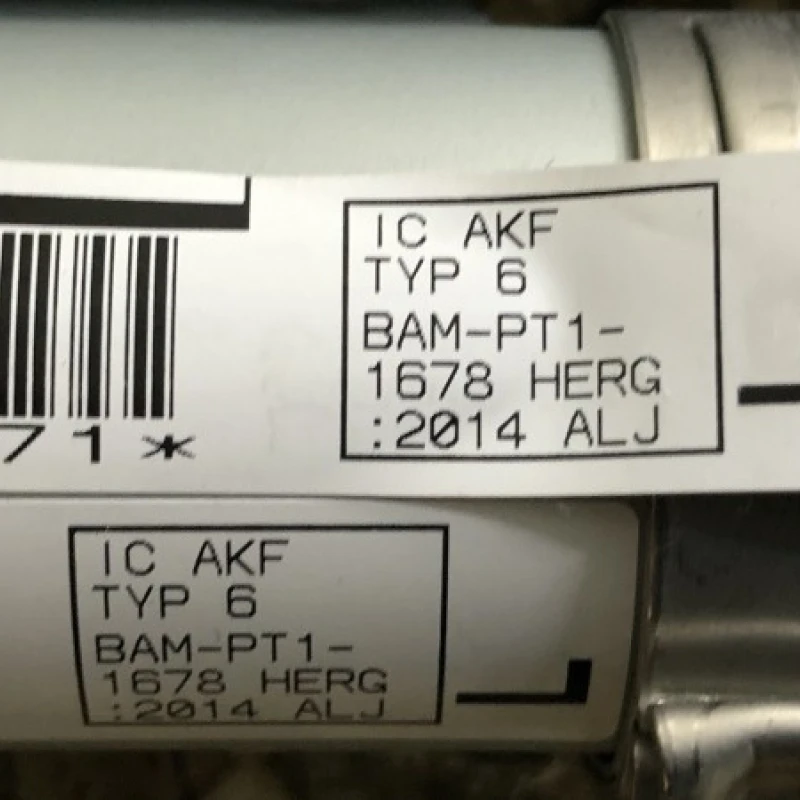 IC AKF
TYP 6
BAM-PT1-
1678 HERG
:2014 ALJ
71*
IC AKF
TYP 6
BAM-PT1-
1678 HERG
:2014 ALJ